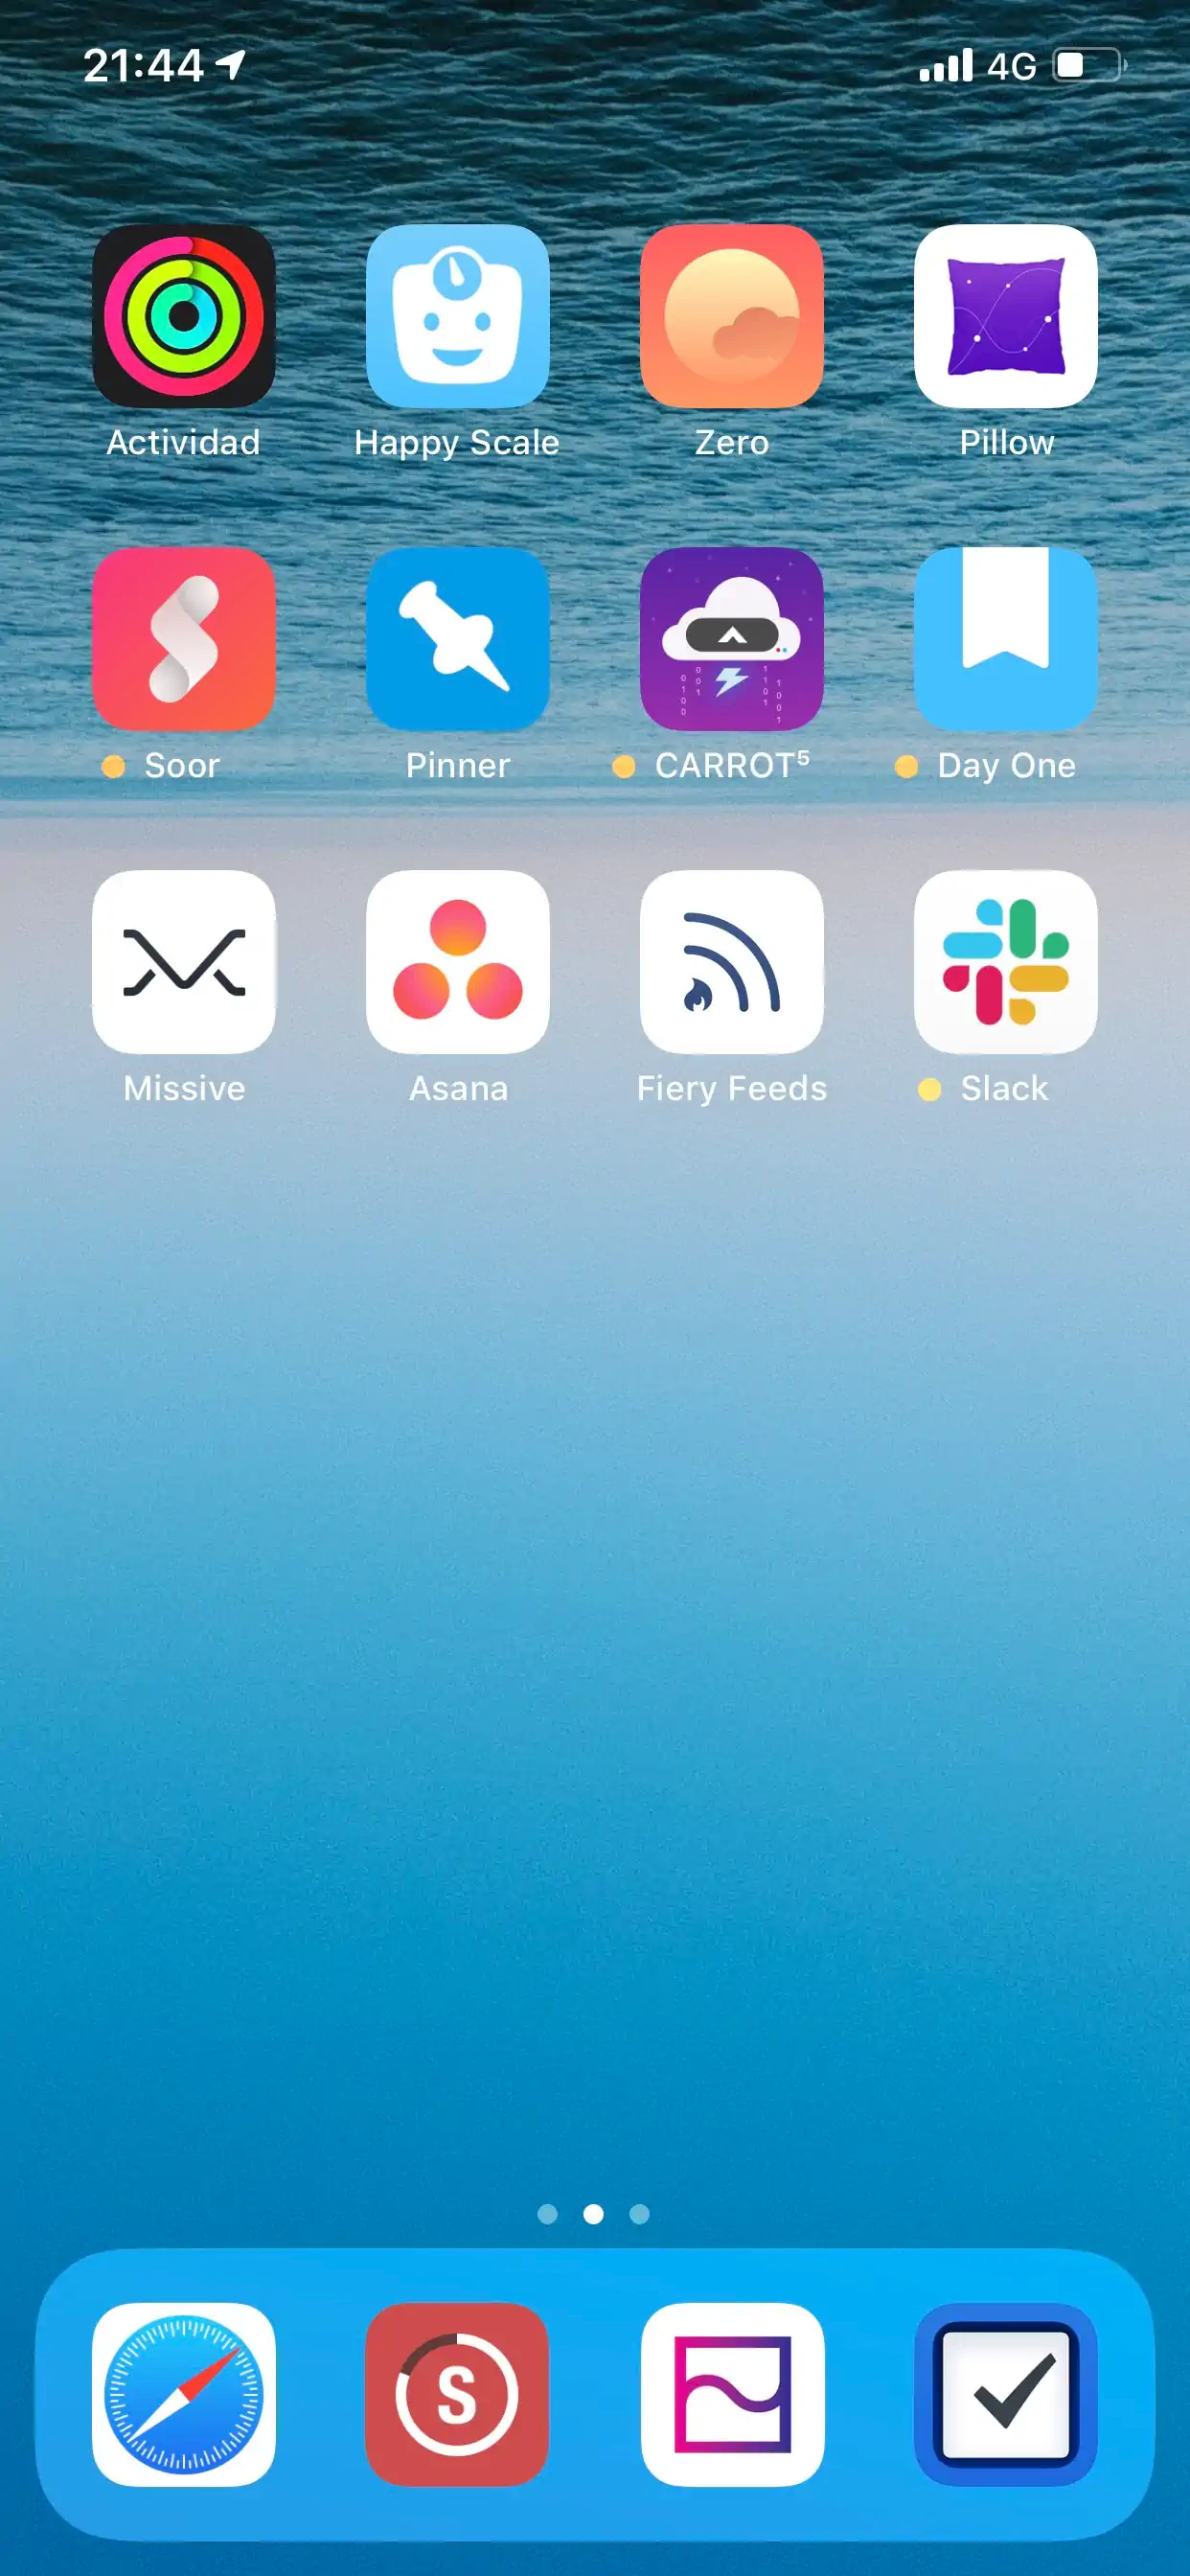 21:44 4G
Actividad Happy Scale Zero Pillow
Soor Pinner CARROT⁵ Day One
Missive Asana Fiery Feeds Slack
S